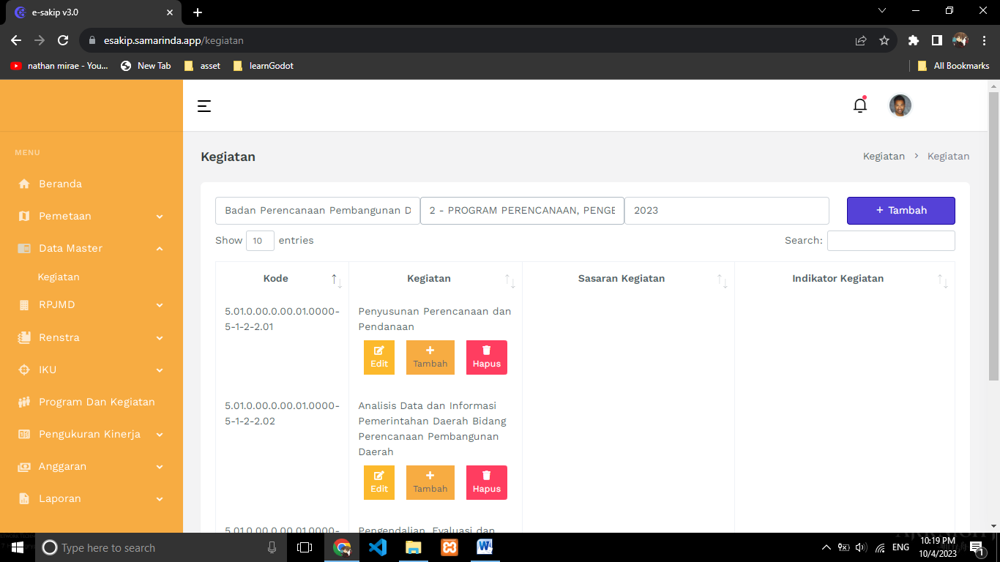 e-sakip v3.0
esakip.samarinda.app/kegiatan
nathan mirae - You...
New Tab
asset
learnGodot
All Bookmarks
MENU
Beranda
Pemetaan
Data Master
Kegiatan
RPJMD
Renstra
IKU
Program Dan Kegiatan
Pengukuran Kinerja
Anggaran
Laporan
Kegiatan
Kegiatan > Kegiatan
Badan Perencanaan Pembangunan D
2 - PROGRAM PERENCANAAN, PENGE
2023
+ Tambah
Show 10 entries
Search:
Kode
Kegiatan
Sasaran Kegiatan
Indikator Kegiatan
5.01.0.00.0.00.01.0000-
5-1-2-2.01
Penyusunan Perencanaan dan
Pendanaan
Edit
Tambah
Hapus
5.01.0.00.0.00.01.0000-
5-1-2-2.02
Analisis Data dan Informasi
Pemerintahan Daerah Bidang
Perencanaan Pembangunan
Daerah
Edit
Tambah
Hapus
5.01.0.00.0.00.01.0000-
Pengendalian, Evaluasi dan
Type here to search
ENG
10:19 PM
10/4/2023
1